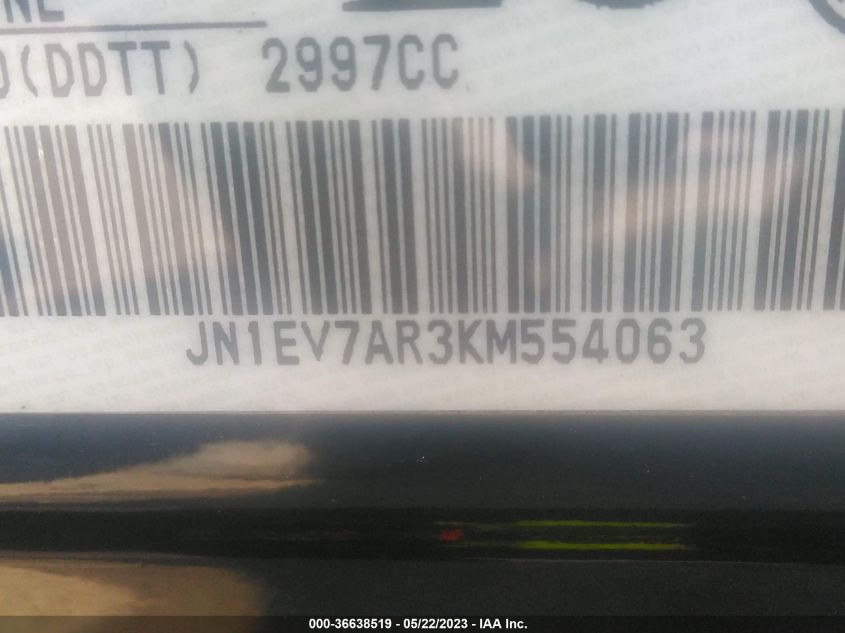 (DDTT) 2997CC
JN1EV7AR3KM554063
000-36638519 - 05/22/2023 - IAA Inc.